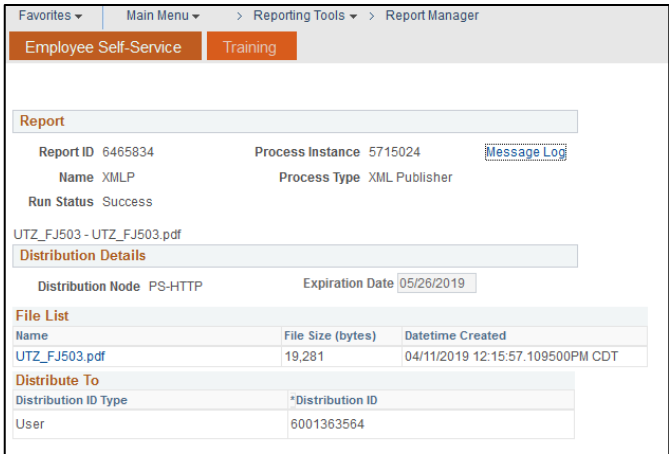 Favorites Main Menu > Reporting Tools > Report Manager
Employee Self-Service Training
Report
Report ID 6465834 Process Instance 5715024 Message Log
Name XMLP Process Type XML Publisher
Run Status Success
UTZ_FJ503 - UTZ_FJ503.pdf
Distribution Details
Distribution Node PS-HTTP Expiration Date 05/26/2019
File List
Name File Size (bytes) Datetime Created
UTZ_FJ503.pdf 19,281 04/11/2019 12:15:57.109500PM CDT
Distribute To
Distribution ID Type *Distribution ID
User 6001363564